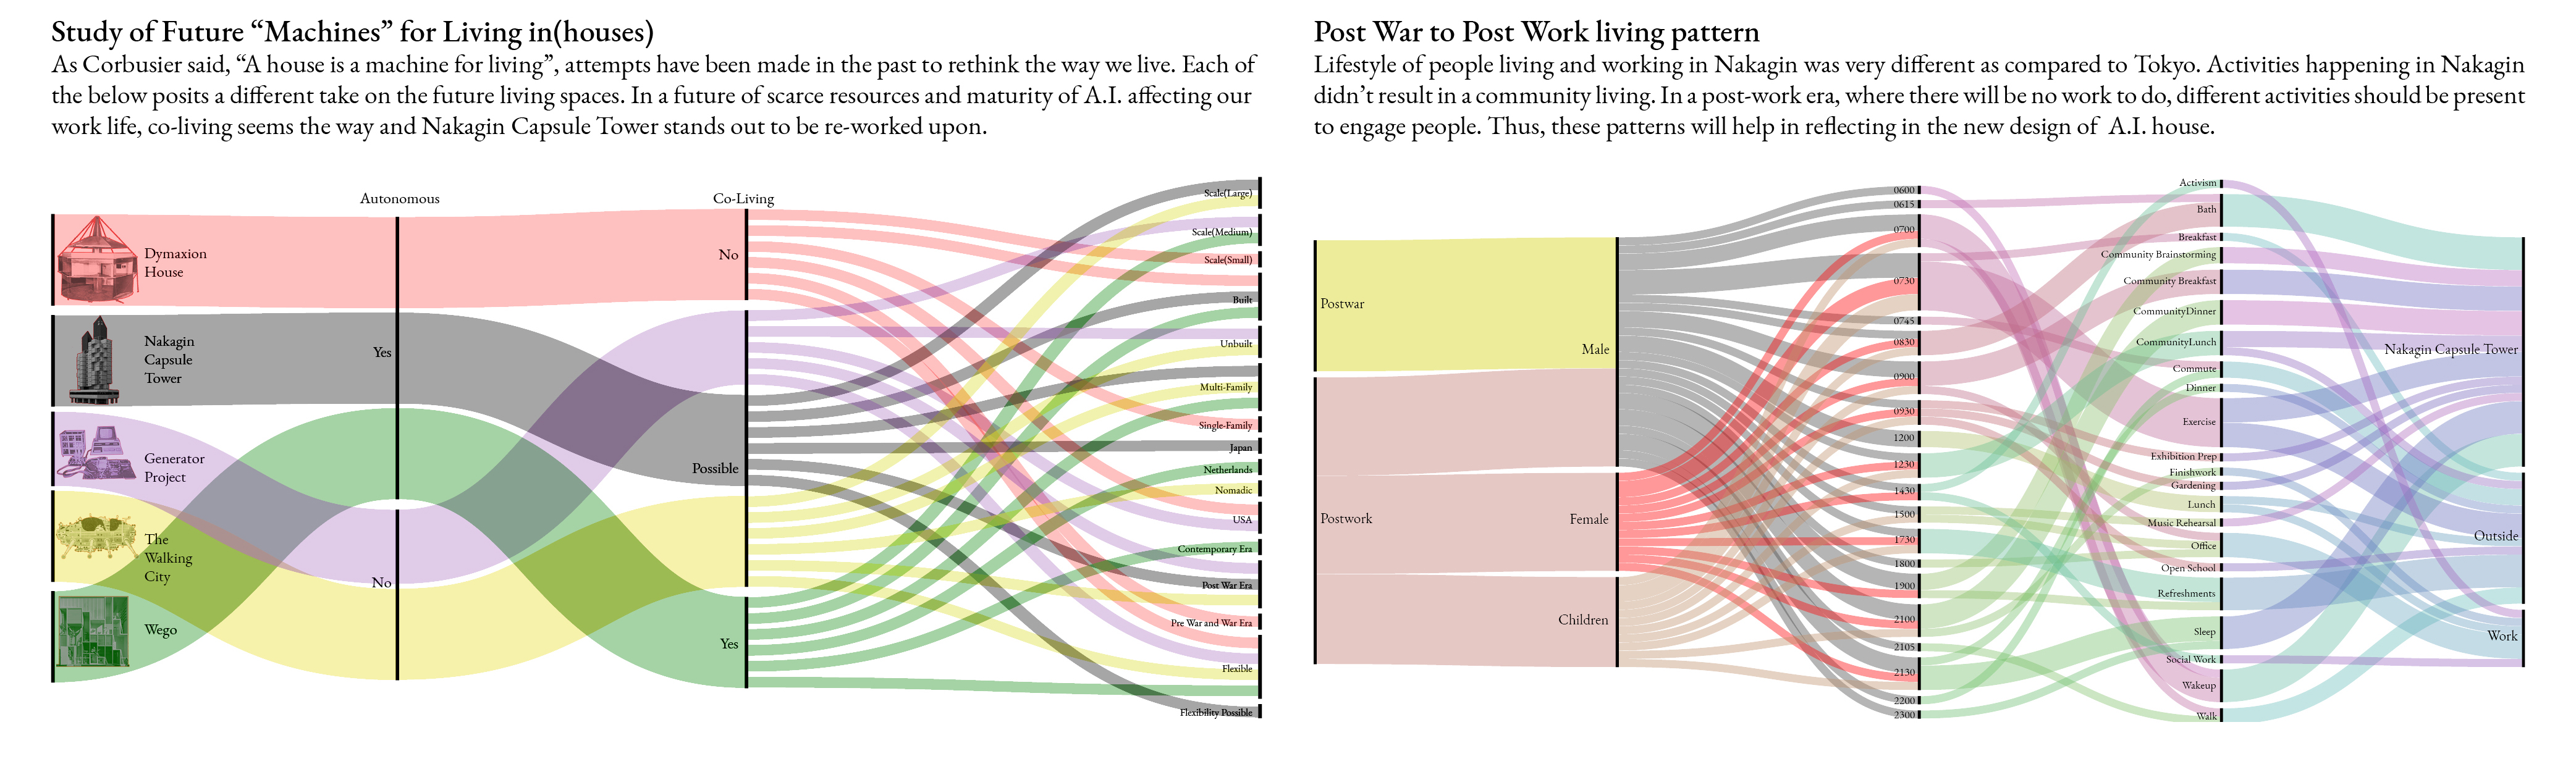 Study of Future “Machines” for Living in(houses)
As Corbusier said, “A house is a machine for living”, attempts have been made in the past to rethink the way we live. Each of
the below posits a different take on the future living spaces. In a future of scarce resources and maturity of A.I. affecting our
work life, co-living seems the way and Nakagin Capsule Tower stands out to be re-worked upon.
Autonomous
Co-Living
Dymaxion
House
Nakagin
Capsule
Tower
Generator
Project
The
Walking
City
Wego
Yes
No
No
Possible
Yes
Scale(Large)
Scale(Medium)
Scale(Small)
Built
Unbuilt
Multi-Family
Single-Family
Japan
Netherlands
Nomadic
USA
Contemporary Era
Post War Era
Pre War and War Era
Flexible
Flexibility Possible
Post War to Post Work living pattern
Lifestyle of people living and working in Nakagin was very different as compared to Tokyo. Activities happening in Nakagin
didn’t result in a community living. In a post-work era, where there will be no work to do, different activities should be present
to engage people. Thus, these patterns will help in reflecting in the new design of  A.I. house.
Postwar
Postwork
Male
Female
Children
0600
0615
0700
0730
0745
0830
0900
0930
1200
1230
1430
1500
1730
1800
1900
2100
2105
2130
2200
2300
Activism
Bath
Breakfast
Community Brainstorming
Community Breakfast
CommunityDinner
CommunityLunch
Commute
Dinner
Exercise
Exhibition Prep
Finishwork
Gardening
Lunch
Music Rehearsal
Office
Open School
Refreshments
Sleep
Social Work
Wakeup
Walk
Nakagin Capsule Tower
Outside
Work